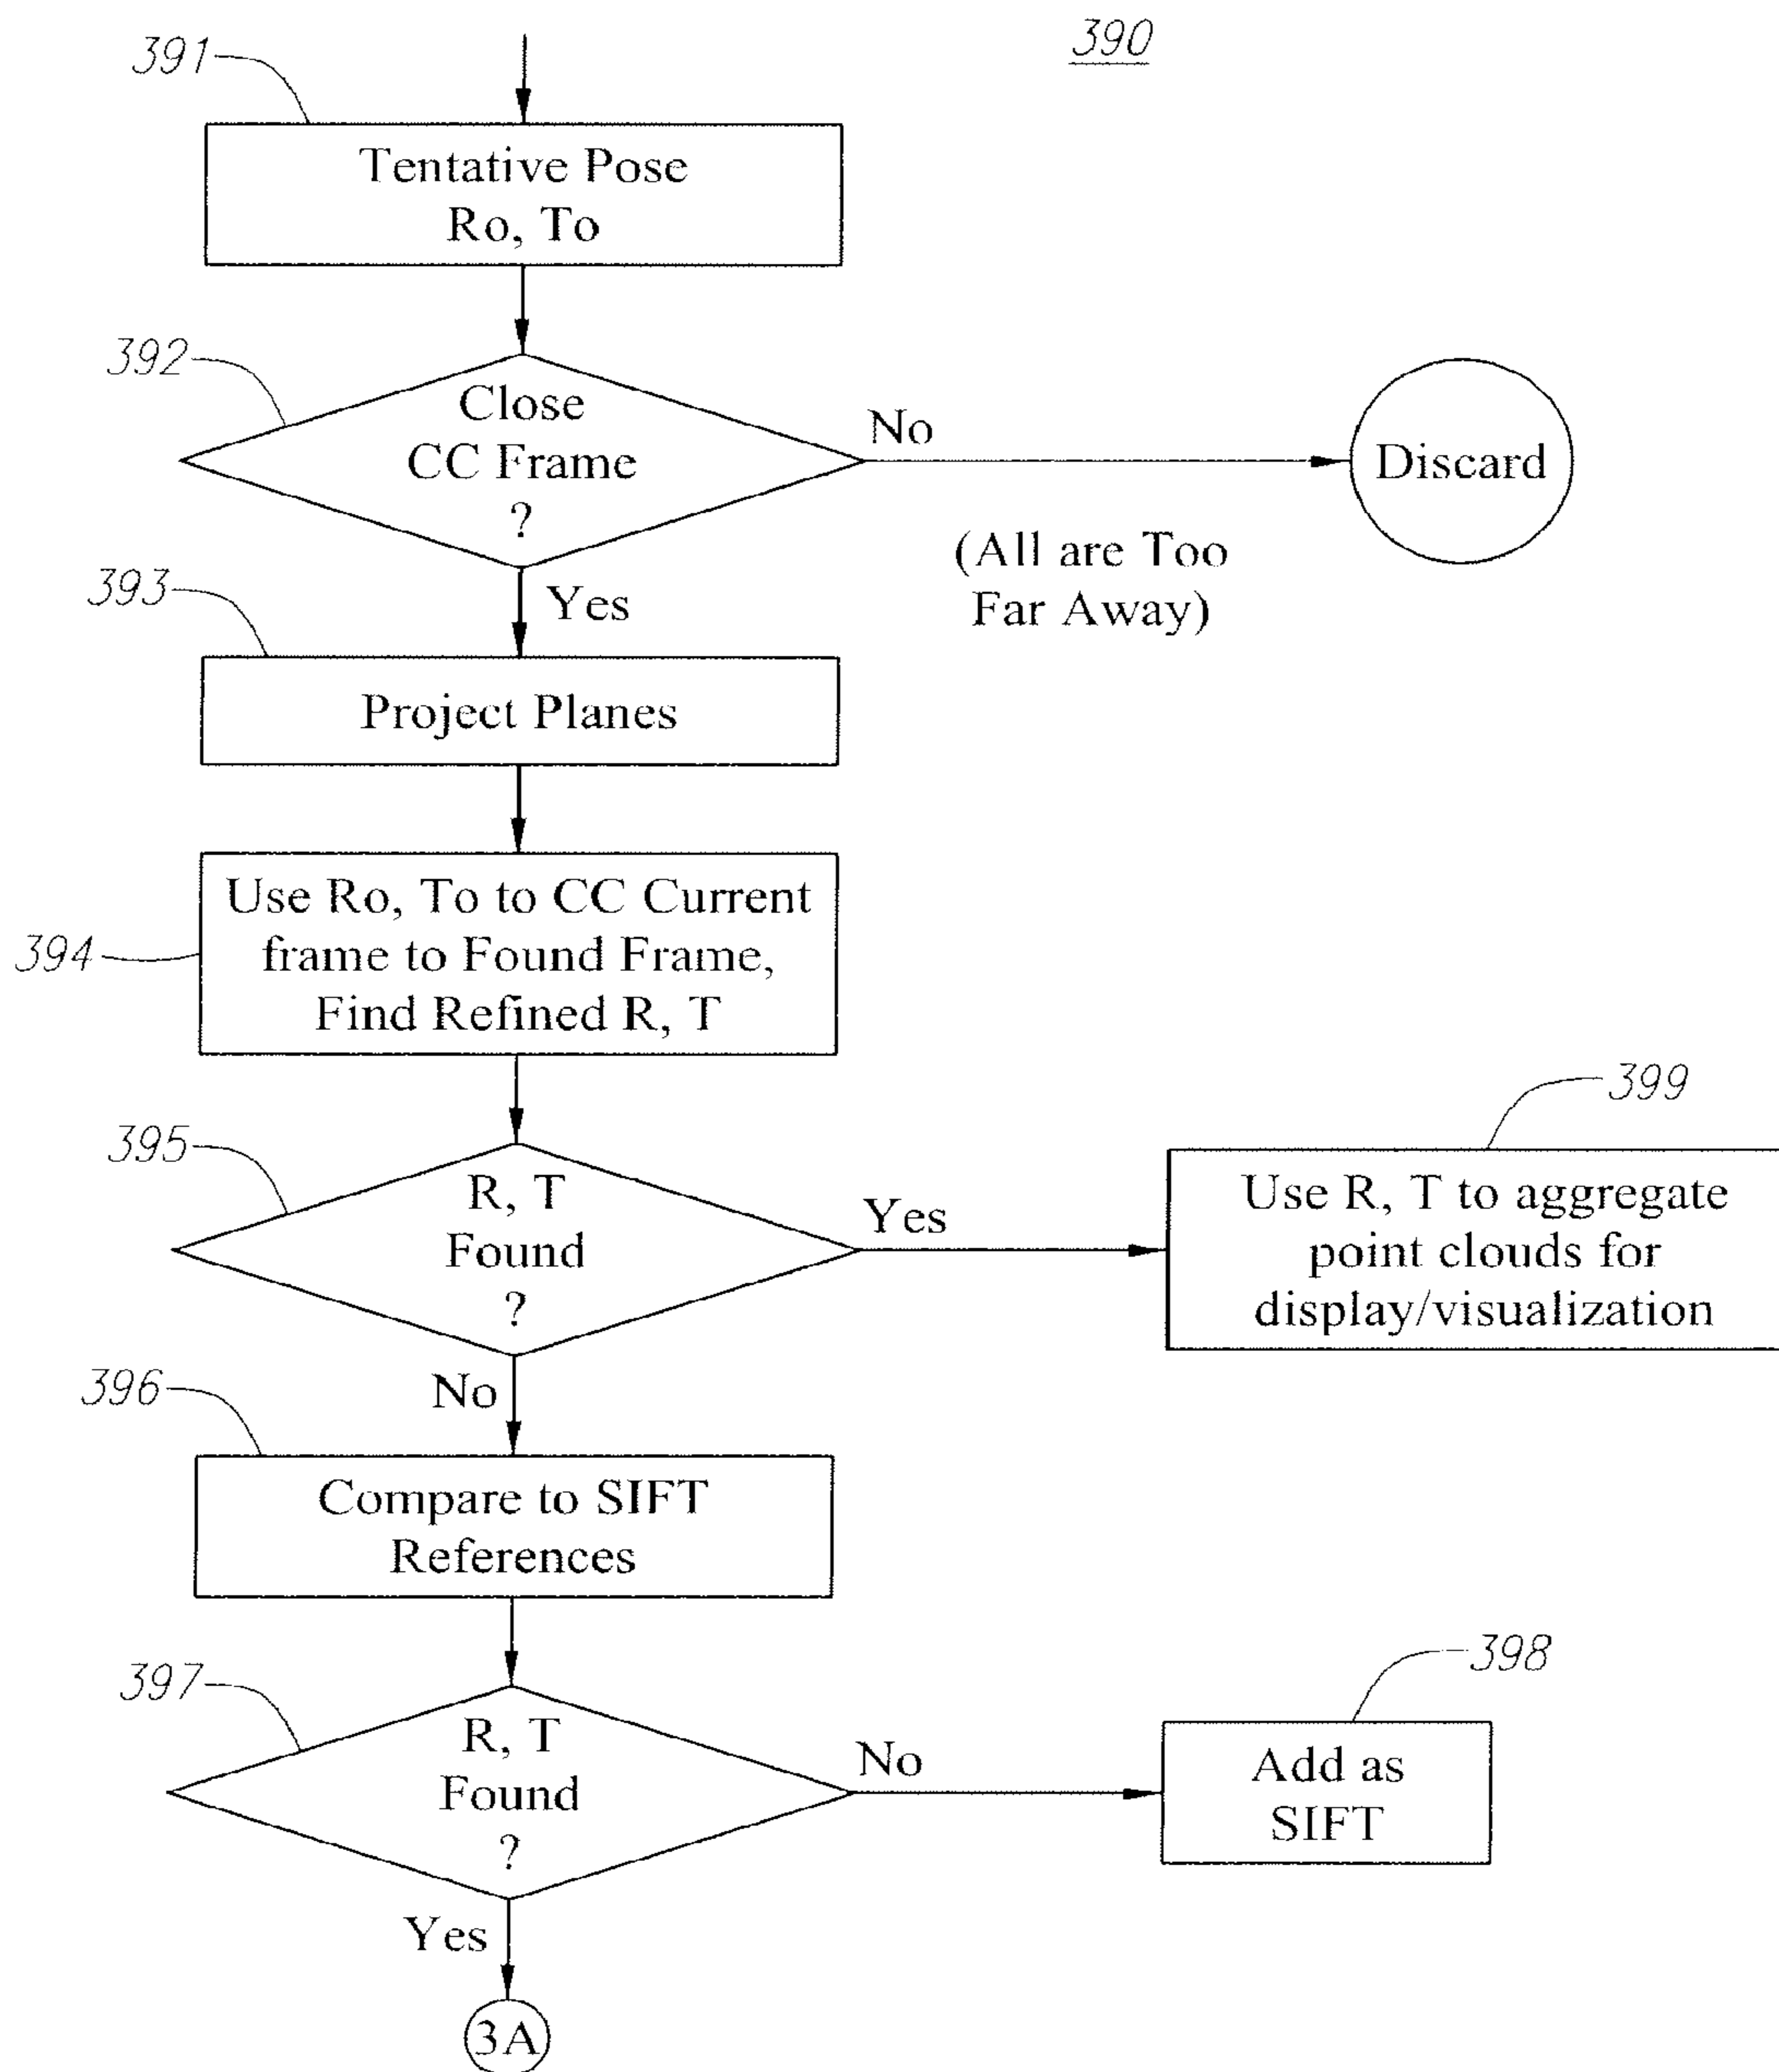 390
391
Tentative Pose
Ro, To
392
Close
CC Frame
?
No
Discard
(All are Too
Far Away)
Yes
393
Project Planes
394
Use Ro, To to CC Current
frame to Found Frame,
Find Refined R, T
395
R, T
Found
?
Yes
399
Use R, T to aggregate
point clouds for
display/visualization
No
396
Compare to SIFT
References
397
R, T
Found
?
No
398
Add as
SIFT
Yes
3A